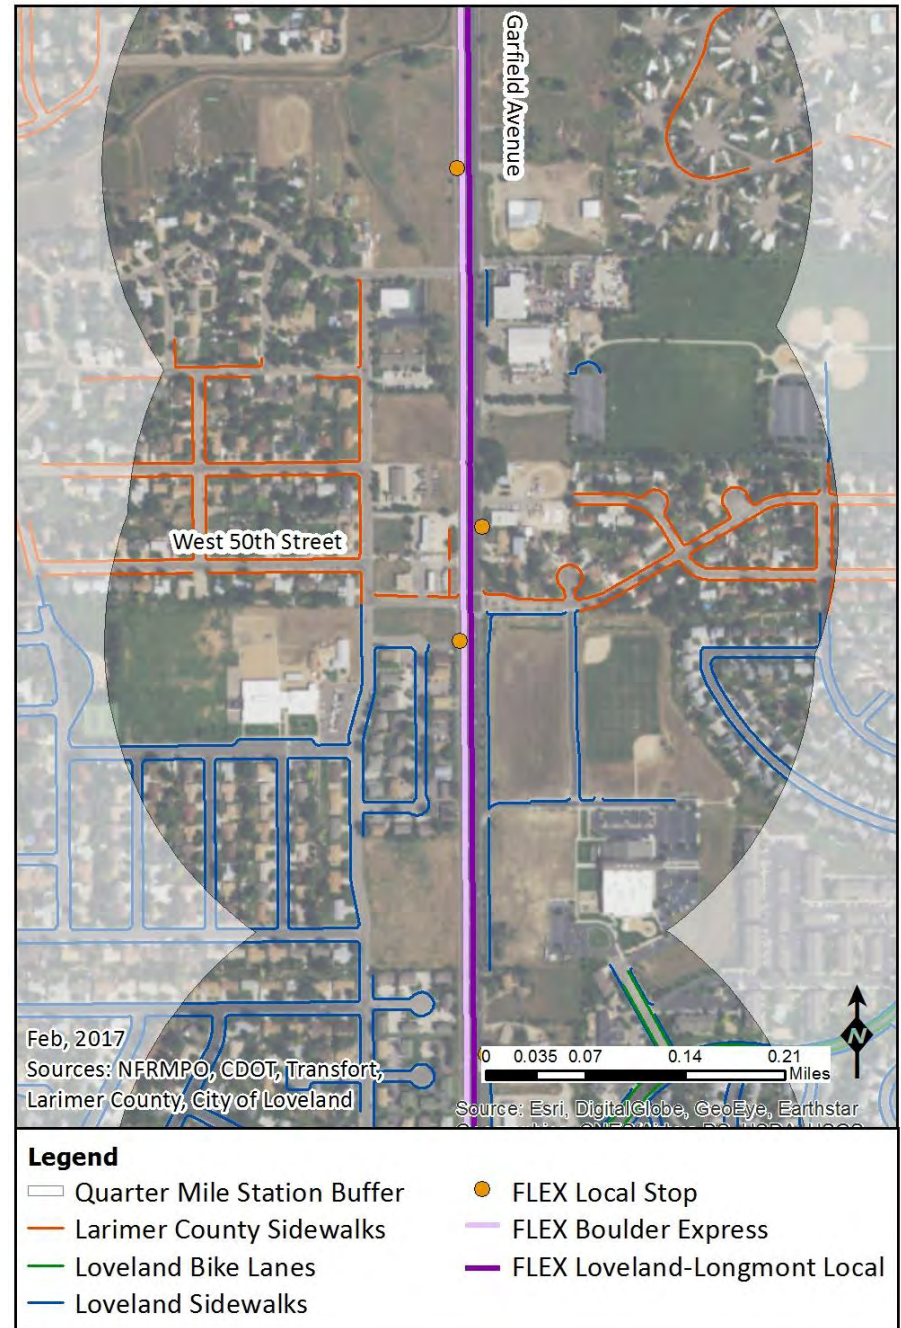 Garfield Avenue
West 50th Street
Feb, 2017
Sources: NFRMPO, CDOT, Transfort,
Larimer County, City of Loveland
N
0 0.035 0.07 0.14 0.21
Miles
Source: Esri, DigitalGlobe, GeoEye, Earthstar
Legend
Quarter Mile Station Buffer
Larimer County Sidewalks
Loveland Bike Lanes
Loveland Sidewalks
FLEX Local Stop
FLEX Boulder Express
FLEX Loveland-Longmont Local